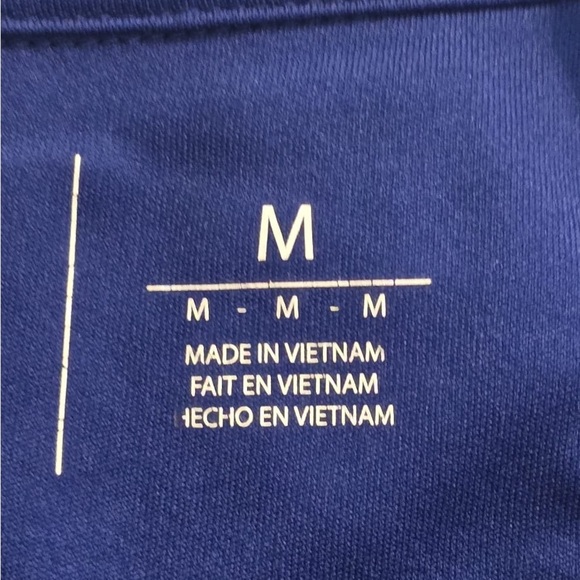 M
M - M - M
MADE IN VIETNAM
FAIT EN VIETNAM
HECHO EN VIETNAM